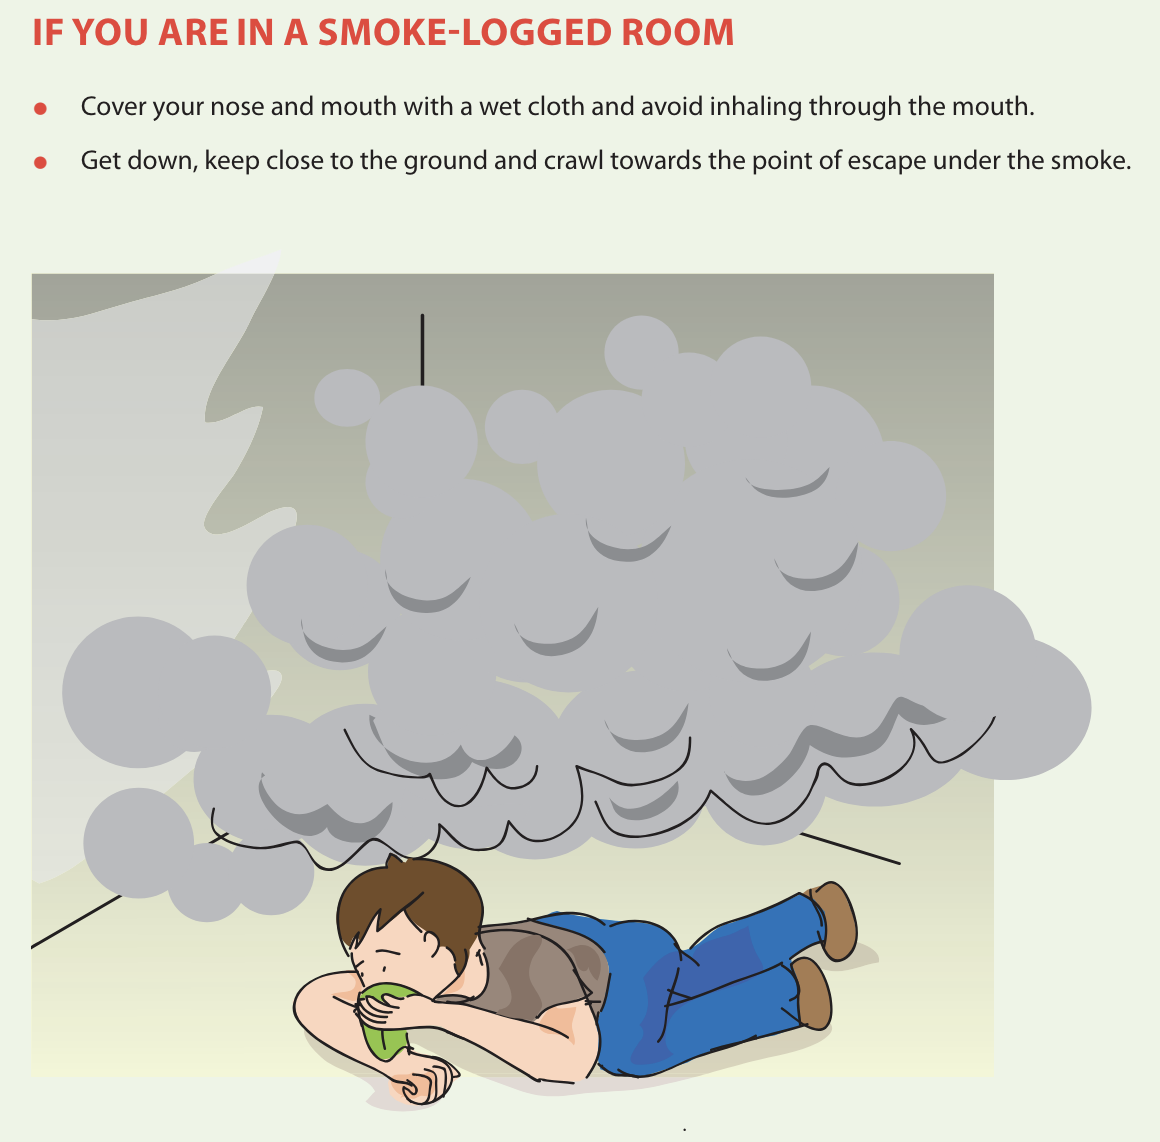 IF YOU ARE IN A SMOKE-LOGGED ROOM
● Cover your nose and mouth with a wet cloth and avoid inhaling through the mouth.
● Get down, keep close to the ground and crawl towards the point of escape under the smoke.